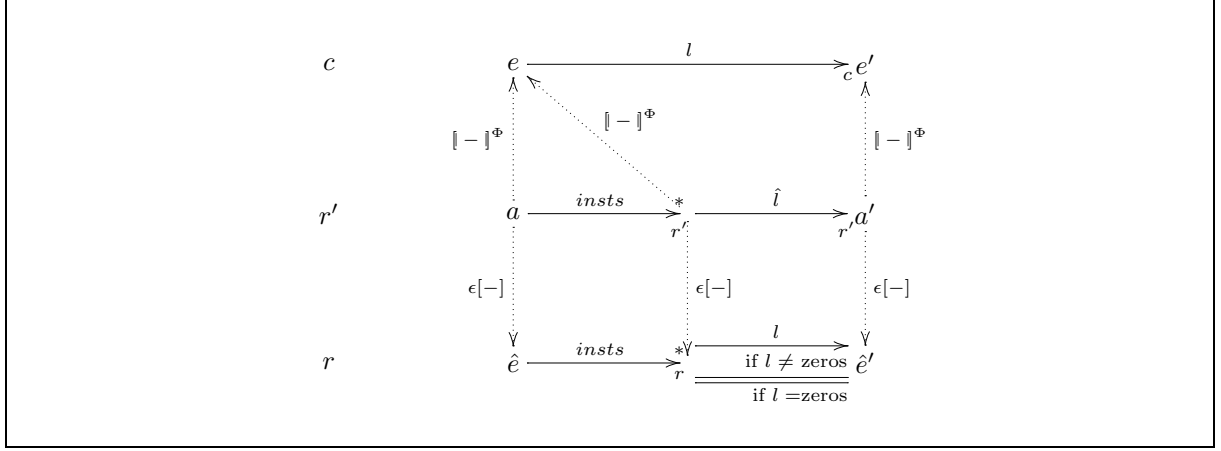 l
c e c e′
⟦−⟧Φ ⟦−⟧Φ ⟦−⟧Φ
insts * l̂
r′ a r′ r′ a′
ϵ[−] ϵ[−] ϵ[−]
insts * l
r ê r if l ≠ zeros ê′
if l =zeros